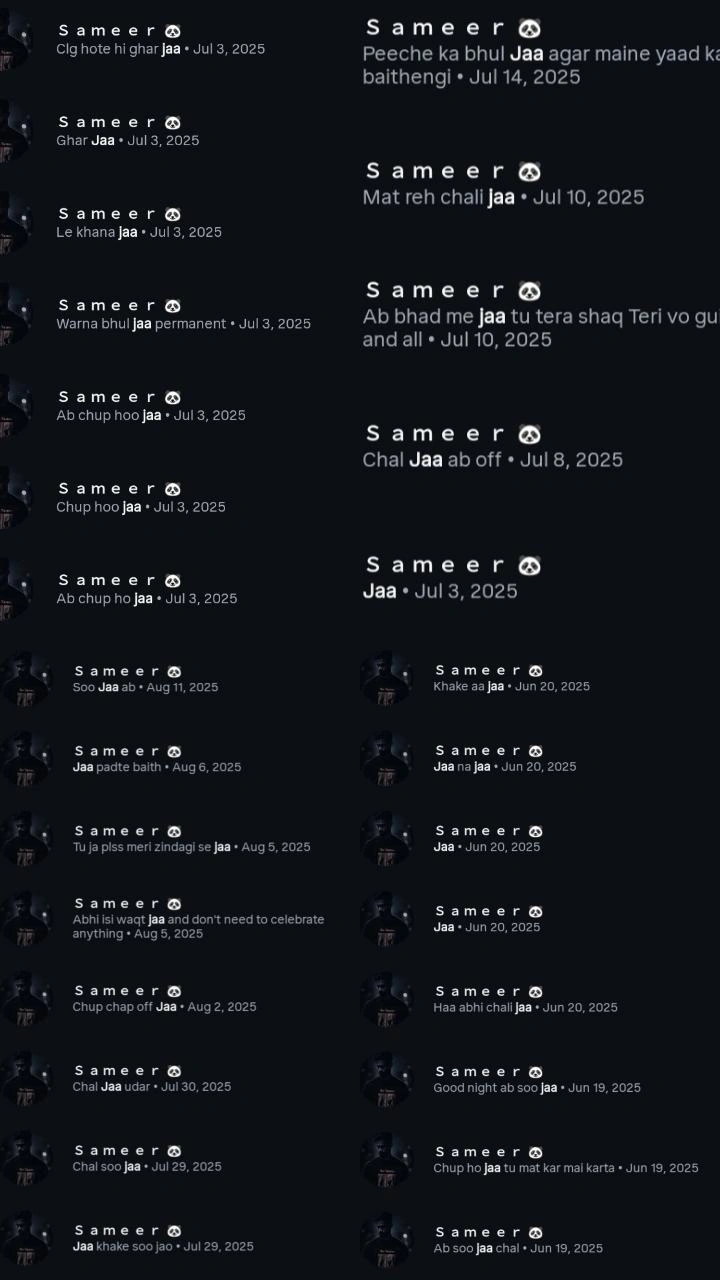 S a m e e r 🐼
Clg hote hi ghar jaa • Jul 3, 2025
S a m e e r 🐼
Ghar Jaa • Jul 3, 2025
S a m e e r 🐼
Le khana jaa • Jul 3, 2025
S a m e e r 🐼
Warna bhul jaa permanent • Jul 3, 2025
S a m e e r 🐼
Ab chup hoo jaa • Jul 3, 2025
S a m e e r 🐼
Chup hoo jaa • Jul 3, 2025
S a m e e r 🐼
Ab chup ho jaa • Jul 3, 2025
S a m e e r 🐼
Peeche ka bhul Jaa agar maine yaad
baithengi • Jul 14, 2025
S a m e e r 🐼
Mat reh chali jaa • Jul 10, 2025
S a m e e r 🐼
Ab bhad me jaa tu tera shaq Teri vo
and all • Jul 10, 2025
S a m e e r 🐼
Chal Jaa ab off • Jul 8, 2025
S a m e e r 🐼
Jaa • Jul 3, 2025
S a m e e r 🐼
Soo Jaa ab • Aug 11, 2025
S a m e e r 🐼
Jaa padte baith • Aug 6, 2025
S a m e e r 🐼
Tu ja plss meri zindagi se jaa • Aug 5, 2025
S a m e e r 🐼
Abhi isi waqt jaa and don't need to celebrate
anything • Aug 5, 2025
S a m e e r 🐼
Chup chap off Jaa • Aug 2, 2025
S a m e e r 🐼
Chal Jaa udar • Jul 30, 2025
S a m e e r 🐼
Chal soo jaa • Jul 29, 2025
S a m e e r 🐼
Jaa khake soo jao • Jul 29, 2025
S a m e e r 🐼
Khake aa jaa • Jun 20, 2025
S a m e e r 🐼
Jaa na jaa • Jun 20, 2025
S a m e e r 🐼
Jaa • Jun 20, 2025
S a m e e r 🐼
Jaa • Jun 20, 2025
S a m e e r 🐼
Haa abhi chali jaa • Jun 20, 2025
S a m e e r 🐼
Good night ab soo jaa • Jun 19, 2025
S a m e e r 🐼
Chup ho jaa tu mat kar mai karta • Jun 19, 2025
S a m e e r 🐼
Ab soo jaa chal • Jun 19, 2025